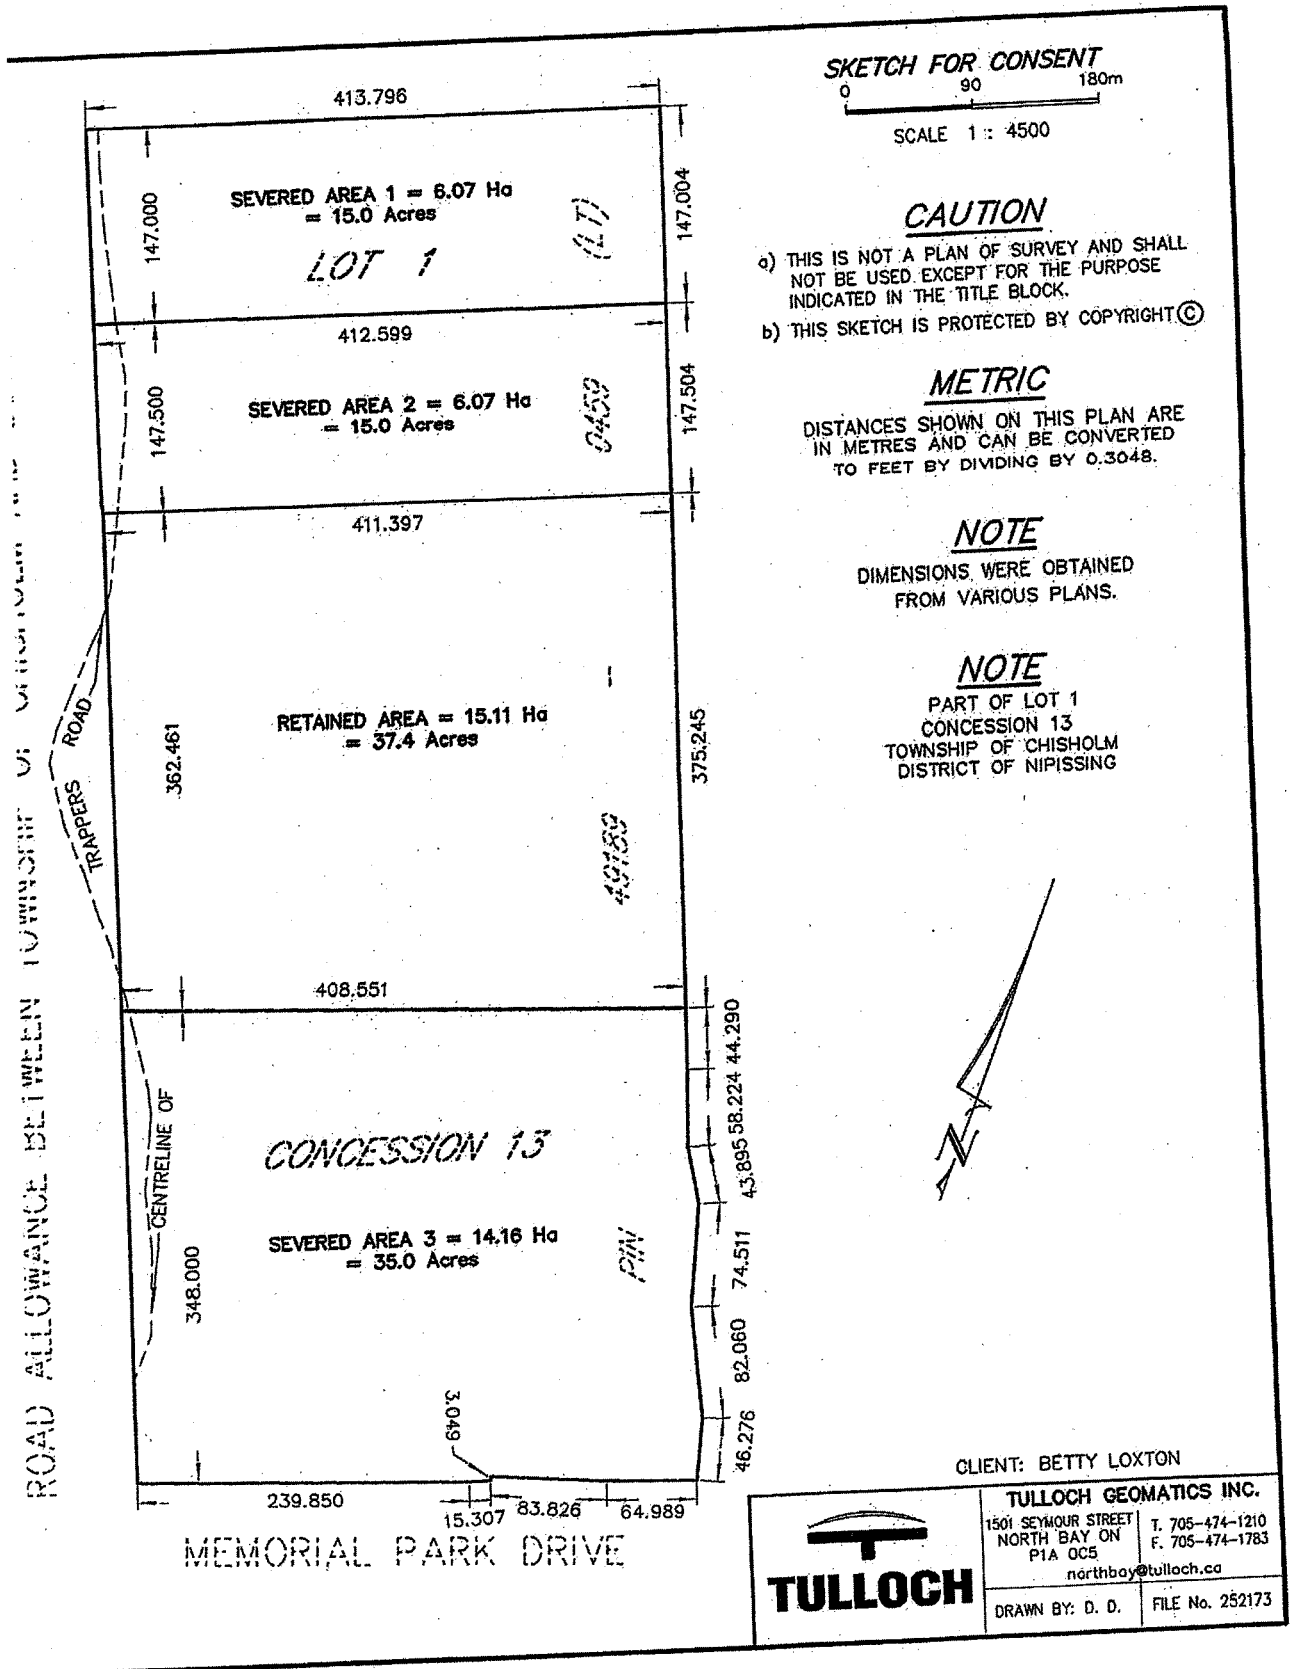 SKETCH FOR CONSENT
0 90 180m
SCALE 1 : 4500
CAUTION
a) THIS IS NOT A PLAN OF SURVEY AND SHALL
NOT BE USED EXCEPT FOR THE PURPOSE
INDICATED IN THE TITLE BLOCK.
b) THIS SKETCH IS PROTECTED BY COPYRIGHT ©
METRIC
DISTANCES SHOWN ON THIS PLAN ARE
IN METRES AND CAN BE CONVERTED
TO FEET BY DIVIDING BY 0.3048.
NOTE
DIMENSIONS WERE OBTAINED
FROM VARIOUS PLANS.
NOTE
PART OF LOT 1
CONCESSION 13
TOWNSHIP OF CHISHOLM
DISTRICT OF NIPISSING
N
413.796
147.000
SEVERED AREA 1 = 6.07 Ha
= 15.0 Acres
LOT 1
(LT)
147.004
412.599
147.500
SEVERED AREA 2 = 6.07 Ha
= 15.0 Acres
0459
147.504
411.397
TRAPPERS ROAD
362.461
RETAINED AREA = 15.11 Ha
= 37.4 Acres
49189
375.245
408.551
CENTRELINE OF
348.000
CONCESSION 13
SEVERED AREA 3 = 14.16 Ha
= 35.0 Acres
PIN
44.290
58.224
43.895
74.511
82.060
46.276
3.049
239.850
15.307
83.826
64.989
MEMORIAL PARK DRIVE
ROAD ALLOWANCE BETWEEN TOWNSHIP OF CHISHOLM AND
CLIENT: BETTY LOXTON
TULLOCH
TULLOCH GEOMATICS INC.
1501 SEYMOUR STREET
NORTH BAY ON
P1A 0C5
T. 705-474-1210
F. 705-474-1783
northbay@tulloch.ca
DRAWN BY: D. D.
FILE No. 252173